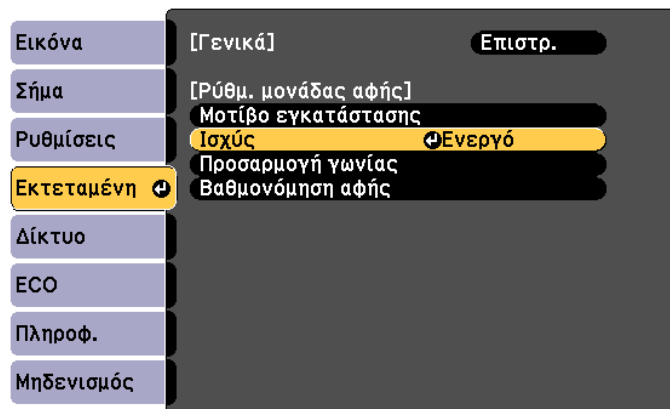 Εικόνα
Σήμα
Ρυθμίσεις
Εκτεταμένη
Δίκτυο
ECO
Πληροφ.
Μηδενισμός
[Γενικά] Επιστρ.
[Ρύθμ. μονάδας αφής]
Μοτίβο εγκατάστασης
Ισχύς Ενεργό
Προσαρμογή γωνίας
Βαθμονόμηση αφής